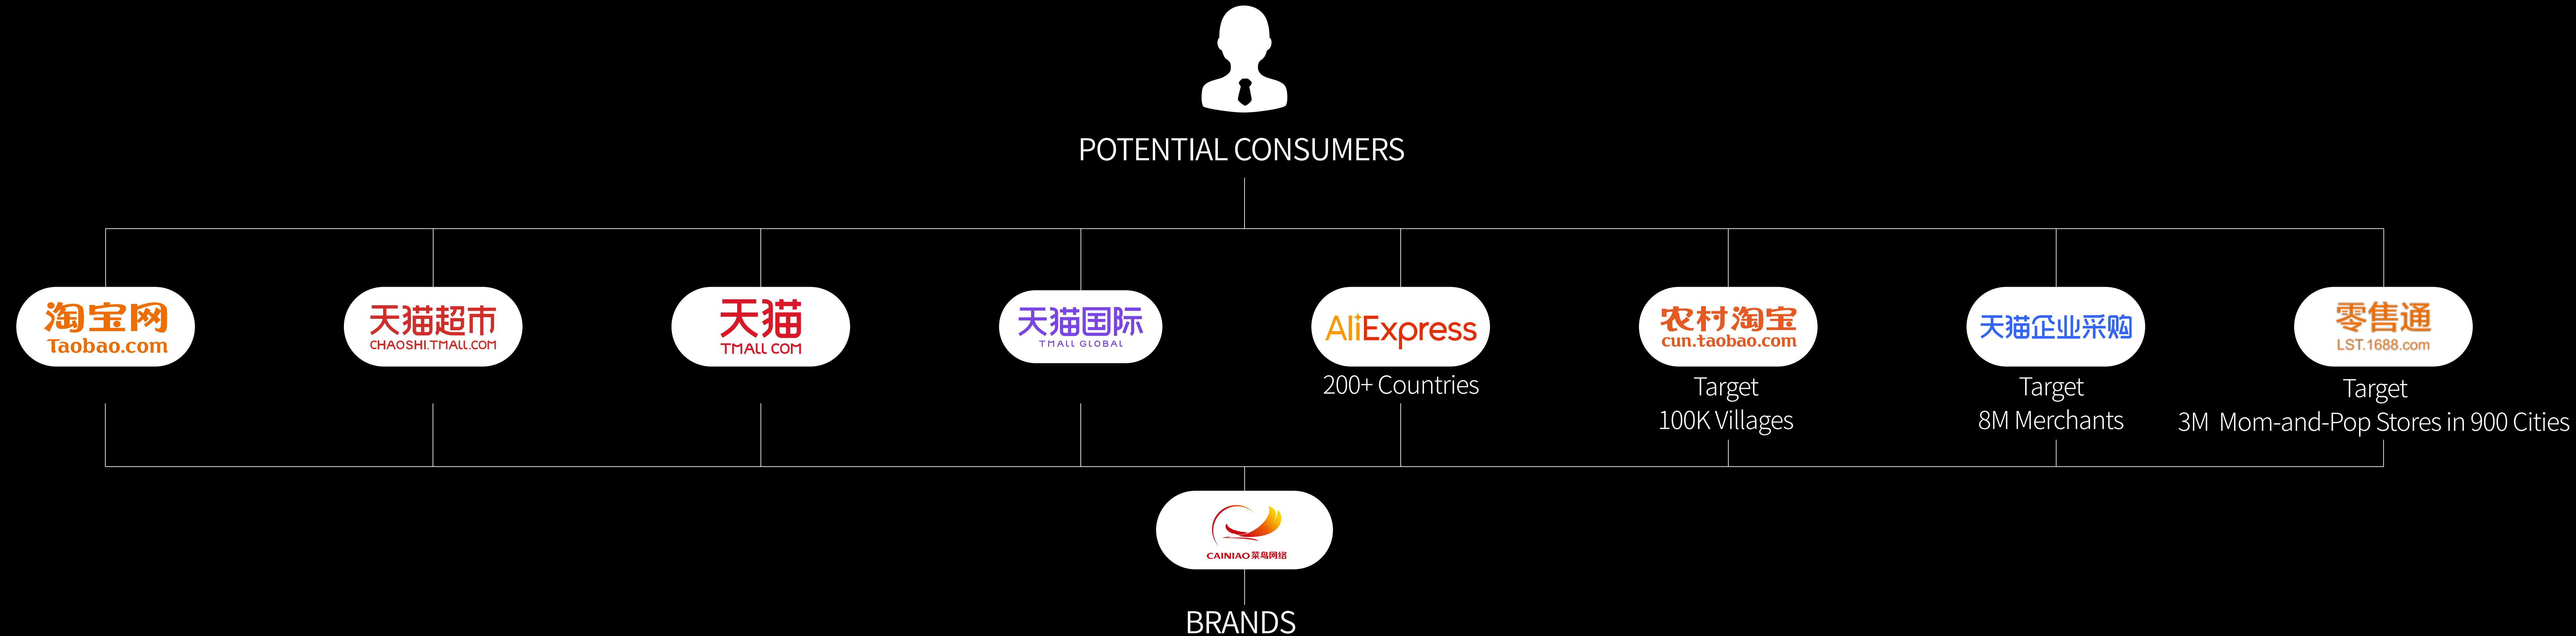 POTENTIAL CONSUMERS
淘宝网
Taobao.com
天猫超市
CHAOSHI.TMALL.COM
天猫
TMALL COM
天猫国际
TMALL GLOBAL
AliExpress
200+ Countries
农村淘宝
cun.taobao.com
Target
100K Villages
天猫企业采购
Target
8M Merchants
零售通
LST.1688.com
Target
3M Mom-and-Pop Stores in 900 Cities
CAINIAO 菜鸟网络
BRANDS